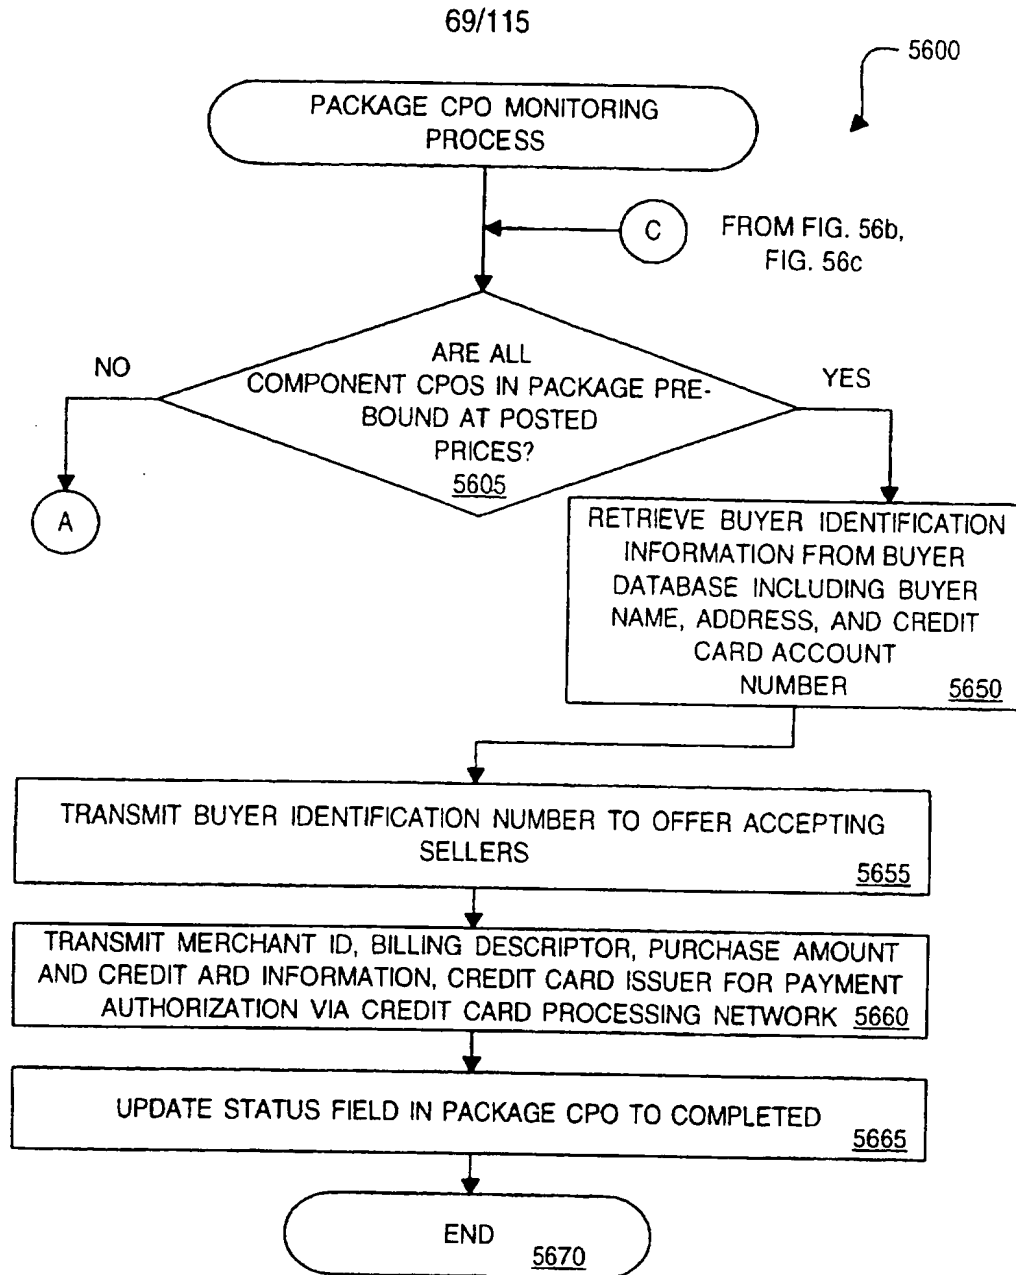 69/115
5600
PACKAGE CPO MONITORING
PROCESS
C
FROM FIG. 56b,
FIG. 56c
ARE ALL
COMPONENT CPOS IN PACKAGE PRE-
BOUND AT POSTED
PRICES?
5605
NO
YES
A
RETRIEVE BUYER IDENTIFICATION
INFORMATION FROM BUYER
DATABASE INCLUDING BUYER
NAME, ADDRESS, AND CREDIT
CARD ACCOUNT
NUMBER 5650
TRANSMIT BUYER IDENTIFICATION NUMBER TO OFFER ACCEPTING
SELLERS
5655
TRANSMIT MERCHANT ID, BILLING DESCRIPTOR, PURCHASE AMOUNT
AND CREDIT ARD INFORMATION, CREDIT CARD ISSUER FOR PAYMENT
AUTHORIZATION VIA CREDIT CARD PROCESSING NETWORK 5660
UPDATE STATUS FIELD IN PACKAGE CPO TO COMPLETED
5665
END
5670